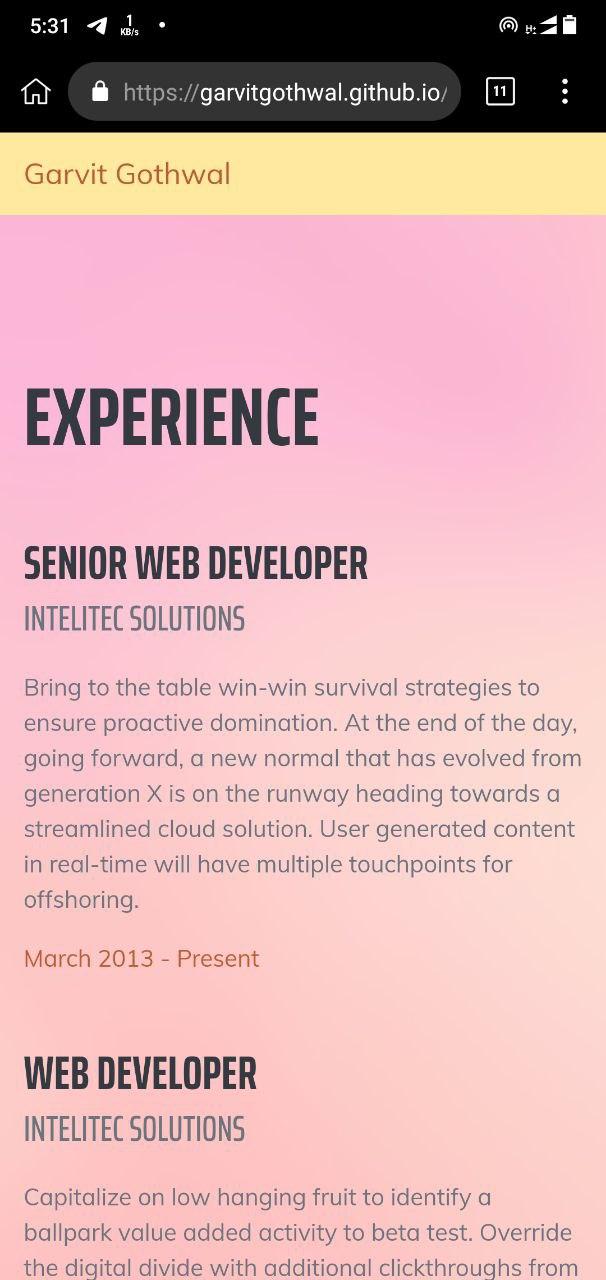 5:31
1
KB/s
H+
https://garvitgothwal.github.io/
11
Garvit Gothwal
EXPERIENCE
SENIOR WEB DEVELOPER
INTELITEC SOLUTIONS
Bring to the table win-win survival strategies to
ensure proactive domination. At the end of the day,
going forward, a new normal that has evolved from
generation X is on the runway heading towards a
streamlined cloud solution. User generated content
in real-time will have multiple touchpoints for
offshoring.
March 2013 - Present
WEB DEVELOPER
INTELITEC SOLUTIONS
Capitalize on low hanging fruit to identify a
ballpark value added activity to beta test. Override
the digital divide with additional clickthroughs from